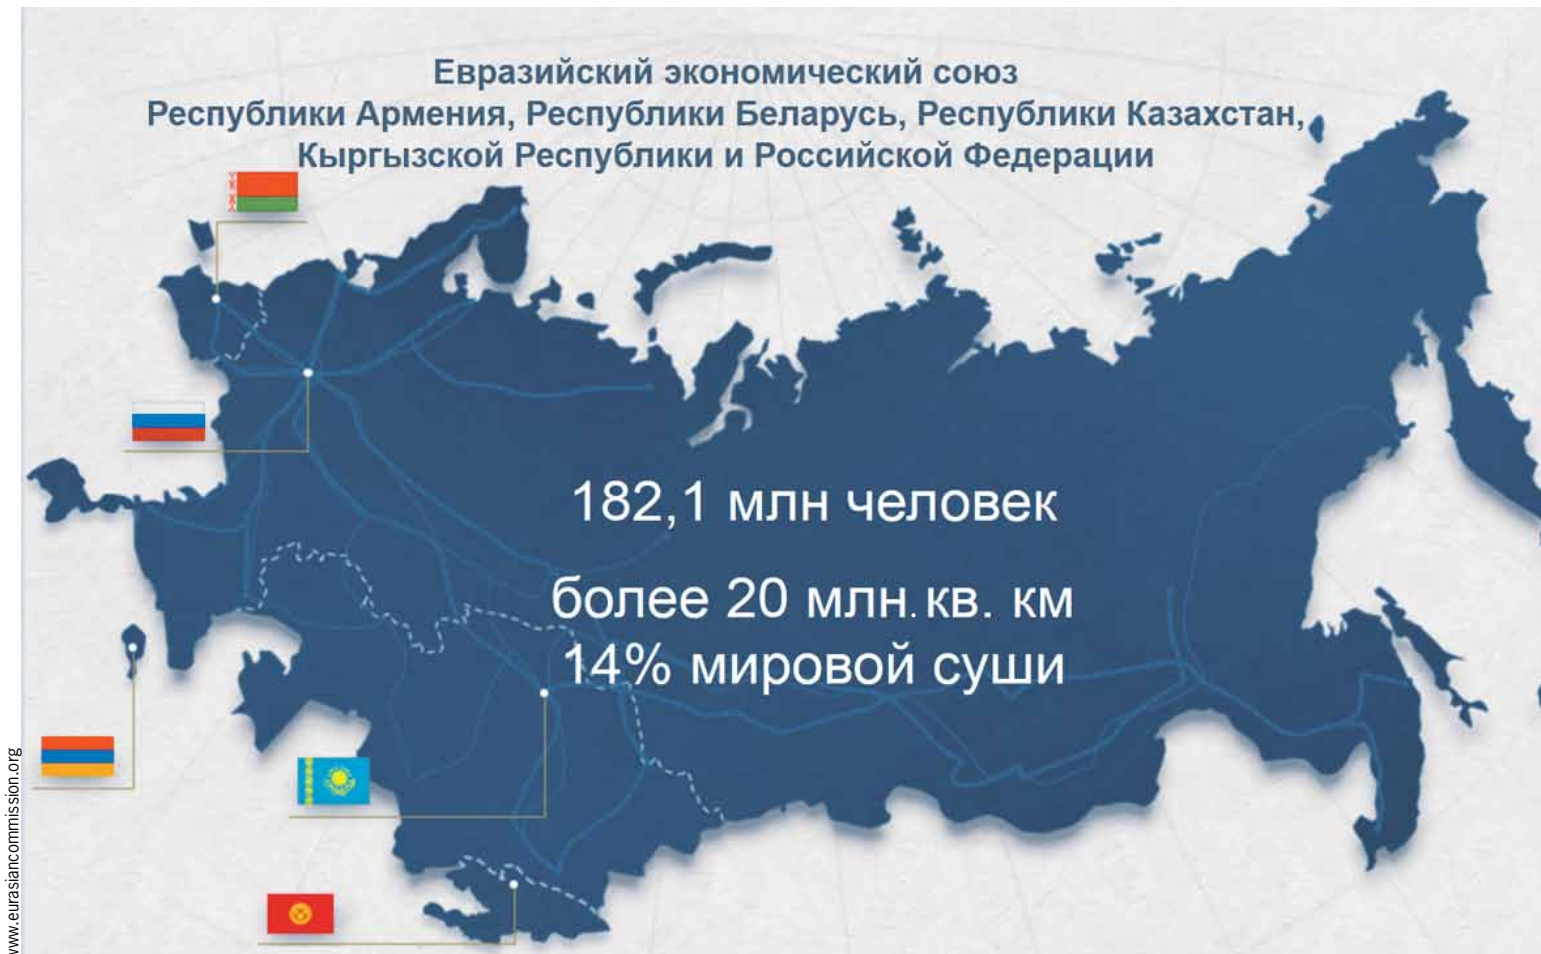 Евразийский экономический союз
Республики Армения, Республики Беларусь, Республики Казахстан,
Кыргызской Республики и Российской Федерации
182,1 млн человек
более 20 млн. кв. км
14% мировой суши
www.eurasiancommission.org